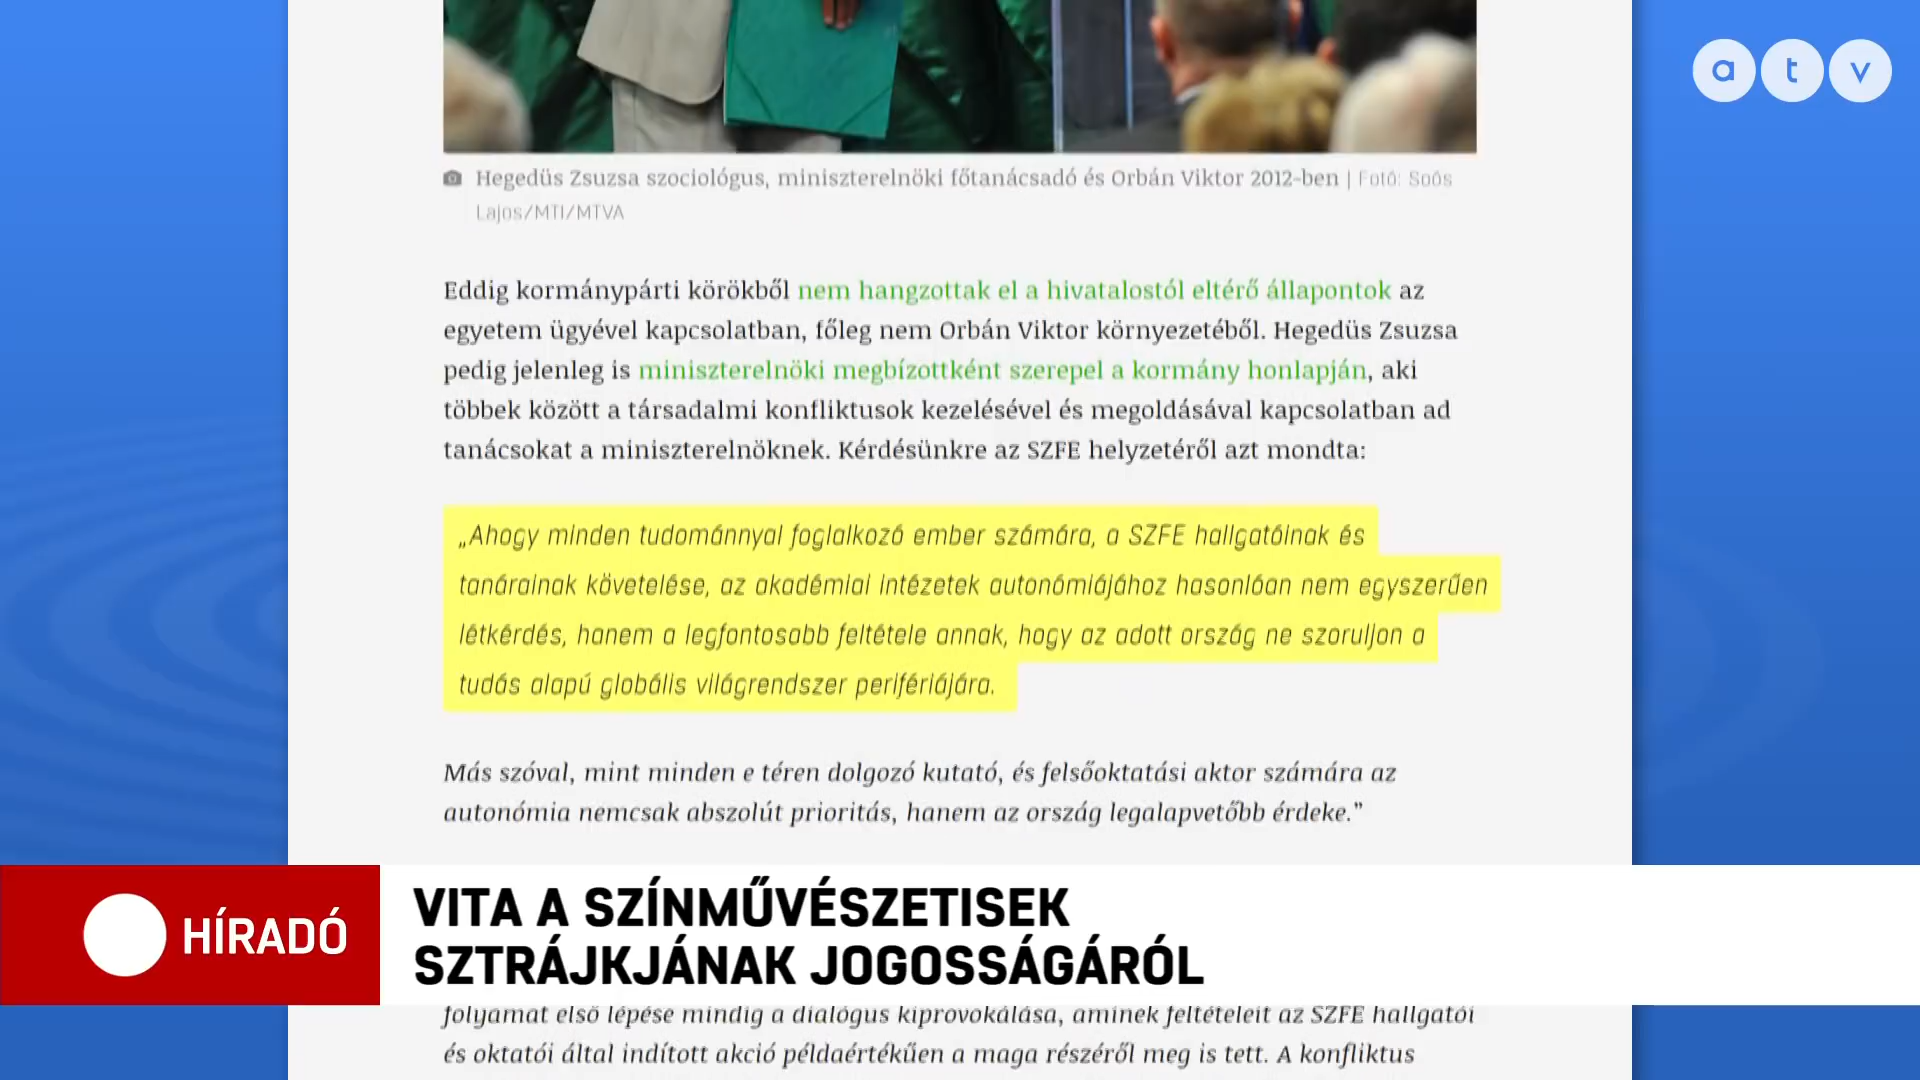 atv
Hegedüs Zsuzsa szociológus, miniszterelnöki főtanácsadó és Orbán Viktor 2012-ben | Fotó: Soós
Lajos/MTI/MTVA
Eddig kormánypárti körökből nem hangzottak el a hivatalostól eltérő állapontok az
egyetem ügyével kapcsolatban, főleg nem Orbán Viktor környezetéből. Hegedüs Zsuzsa
pedig jelenleg is miniszterelnöki megbízottként szerepel a kormány honlapján, aki
többek között a társadalmi konfliktusok kezelésével és megoldásával kapcsolatban ad
tanácsokat a miniszterelnöknek. Kérdésünkre az SZFE helyzetéről azt mondta:
„Ahogy minden tudománnyal foglalkozó ember számára, a SZFE hallgatóinak és
tanárainak követelése, az akadémiai intézetek autonómiájához hasonlóan nem egyszerűen
létkérdés, hanem a legfontosabb feltétele annak, hogy az adott ország ne szoruljon a
tudás alapú globális világrendszer perifériájára.
Más szóval, mint minden e téren dolgozó kutató, és felsőoktatási aktor számára az
autonómia nemcsak abszolút prioritás, hanem az ország legalapvetőbb érdeke.”
HÍRADÓ
VITA A SZÍNMŰVÉSZETISEK
SZTRÁJKJÁNAK JOGOSSÁGÁRÓL
folyamat első lépése mindig a dialógus kiprovokálása, aminek feltételeit az SZFE hallgatói
és oktatói által indított akció példaértékűen a maga részéről meg is tett. A konfliktus